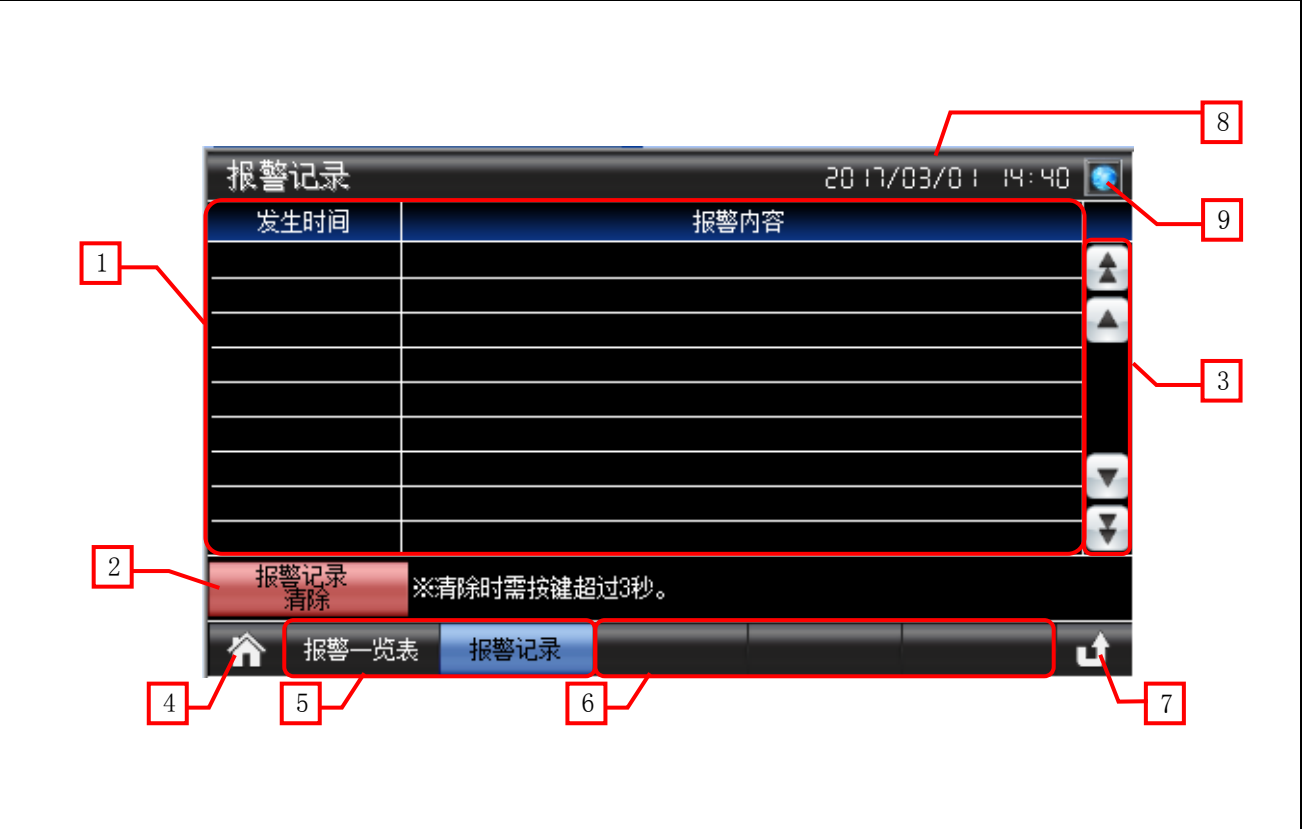 8
报警记录 2017/03/01 14:40
9
发生时间 报警内容
1
3
2
报警记录
清除
※清除时需按键超过3秒。
报警一览表 报警记录
4 5 6 7